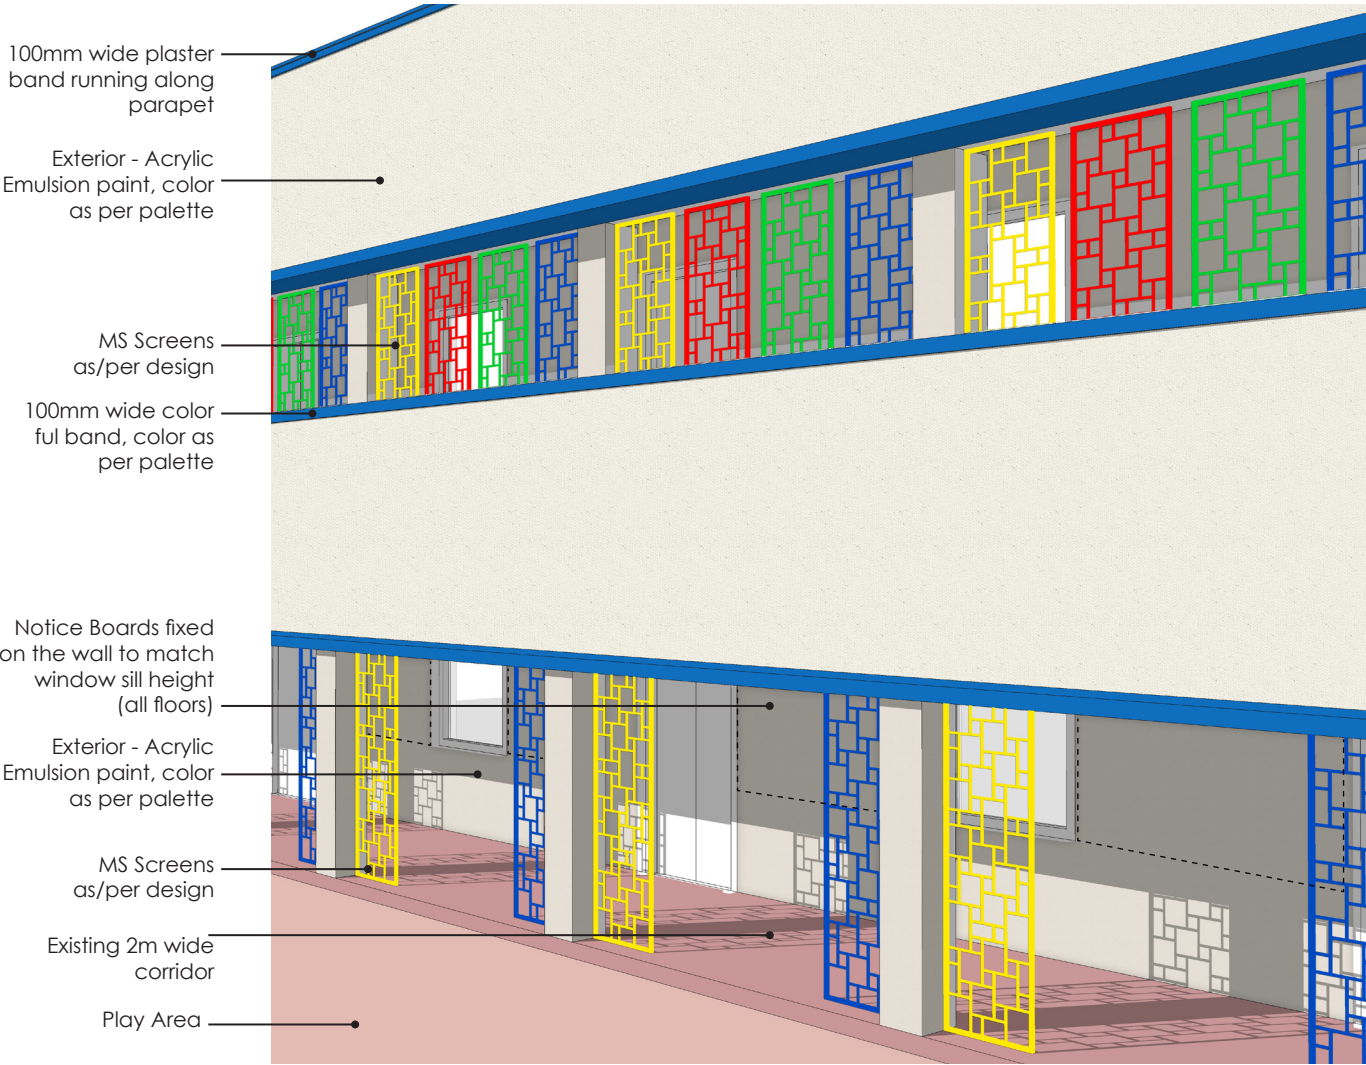 100mm wide plaster
band running along
parapet
Exterior - Acrylic
Emulsion paint, color
as per palette
MS Screens
as/per design
100mm wide color
ful band, color as
per palette
Notice Boards fixed
on the wall to match
window sill height
(all floors)
Exterior - Acrylic
Emulsion paint, color
as per palette
MS Screens
as/per design
Existing 2m wide
corridor
Play Area